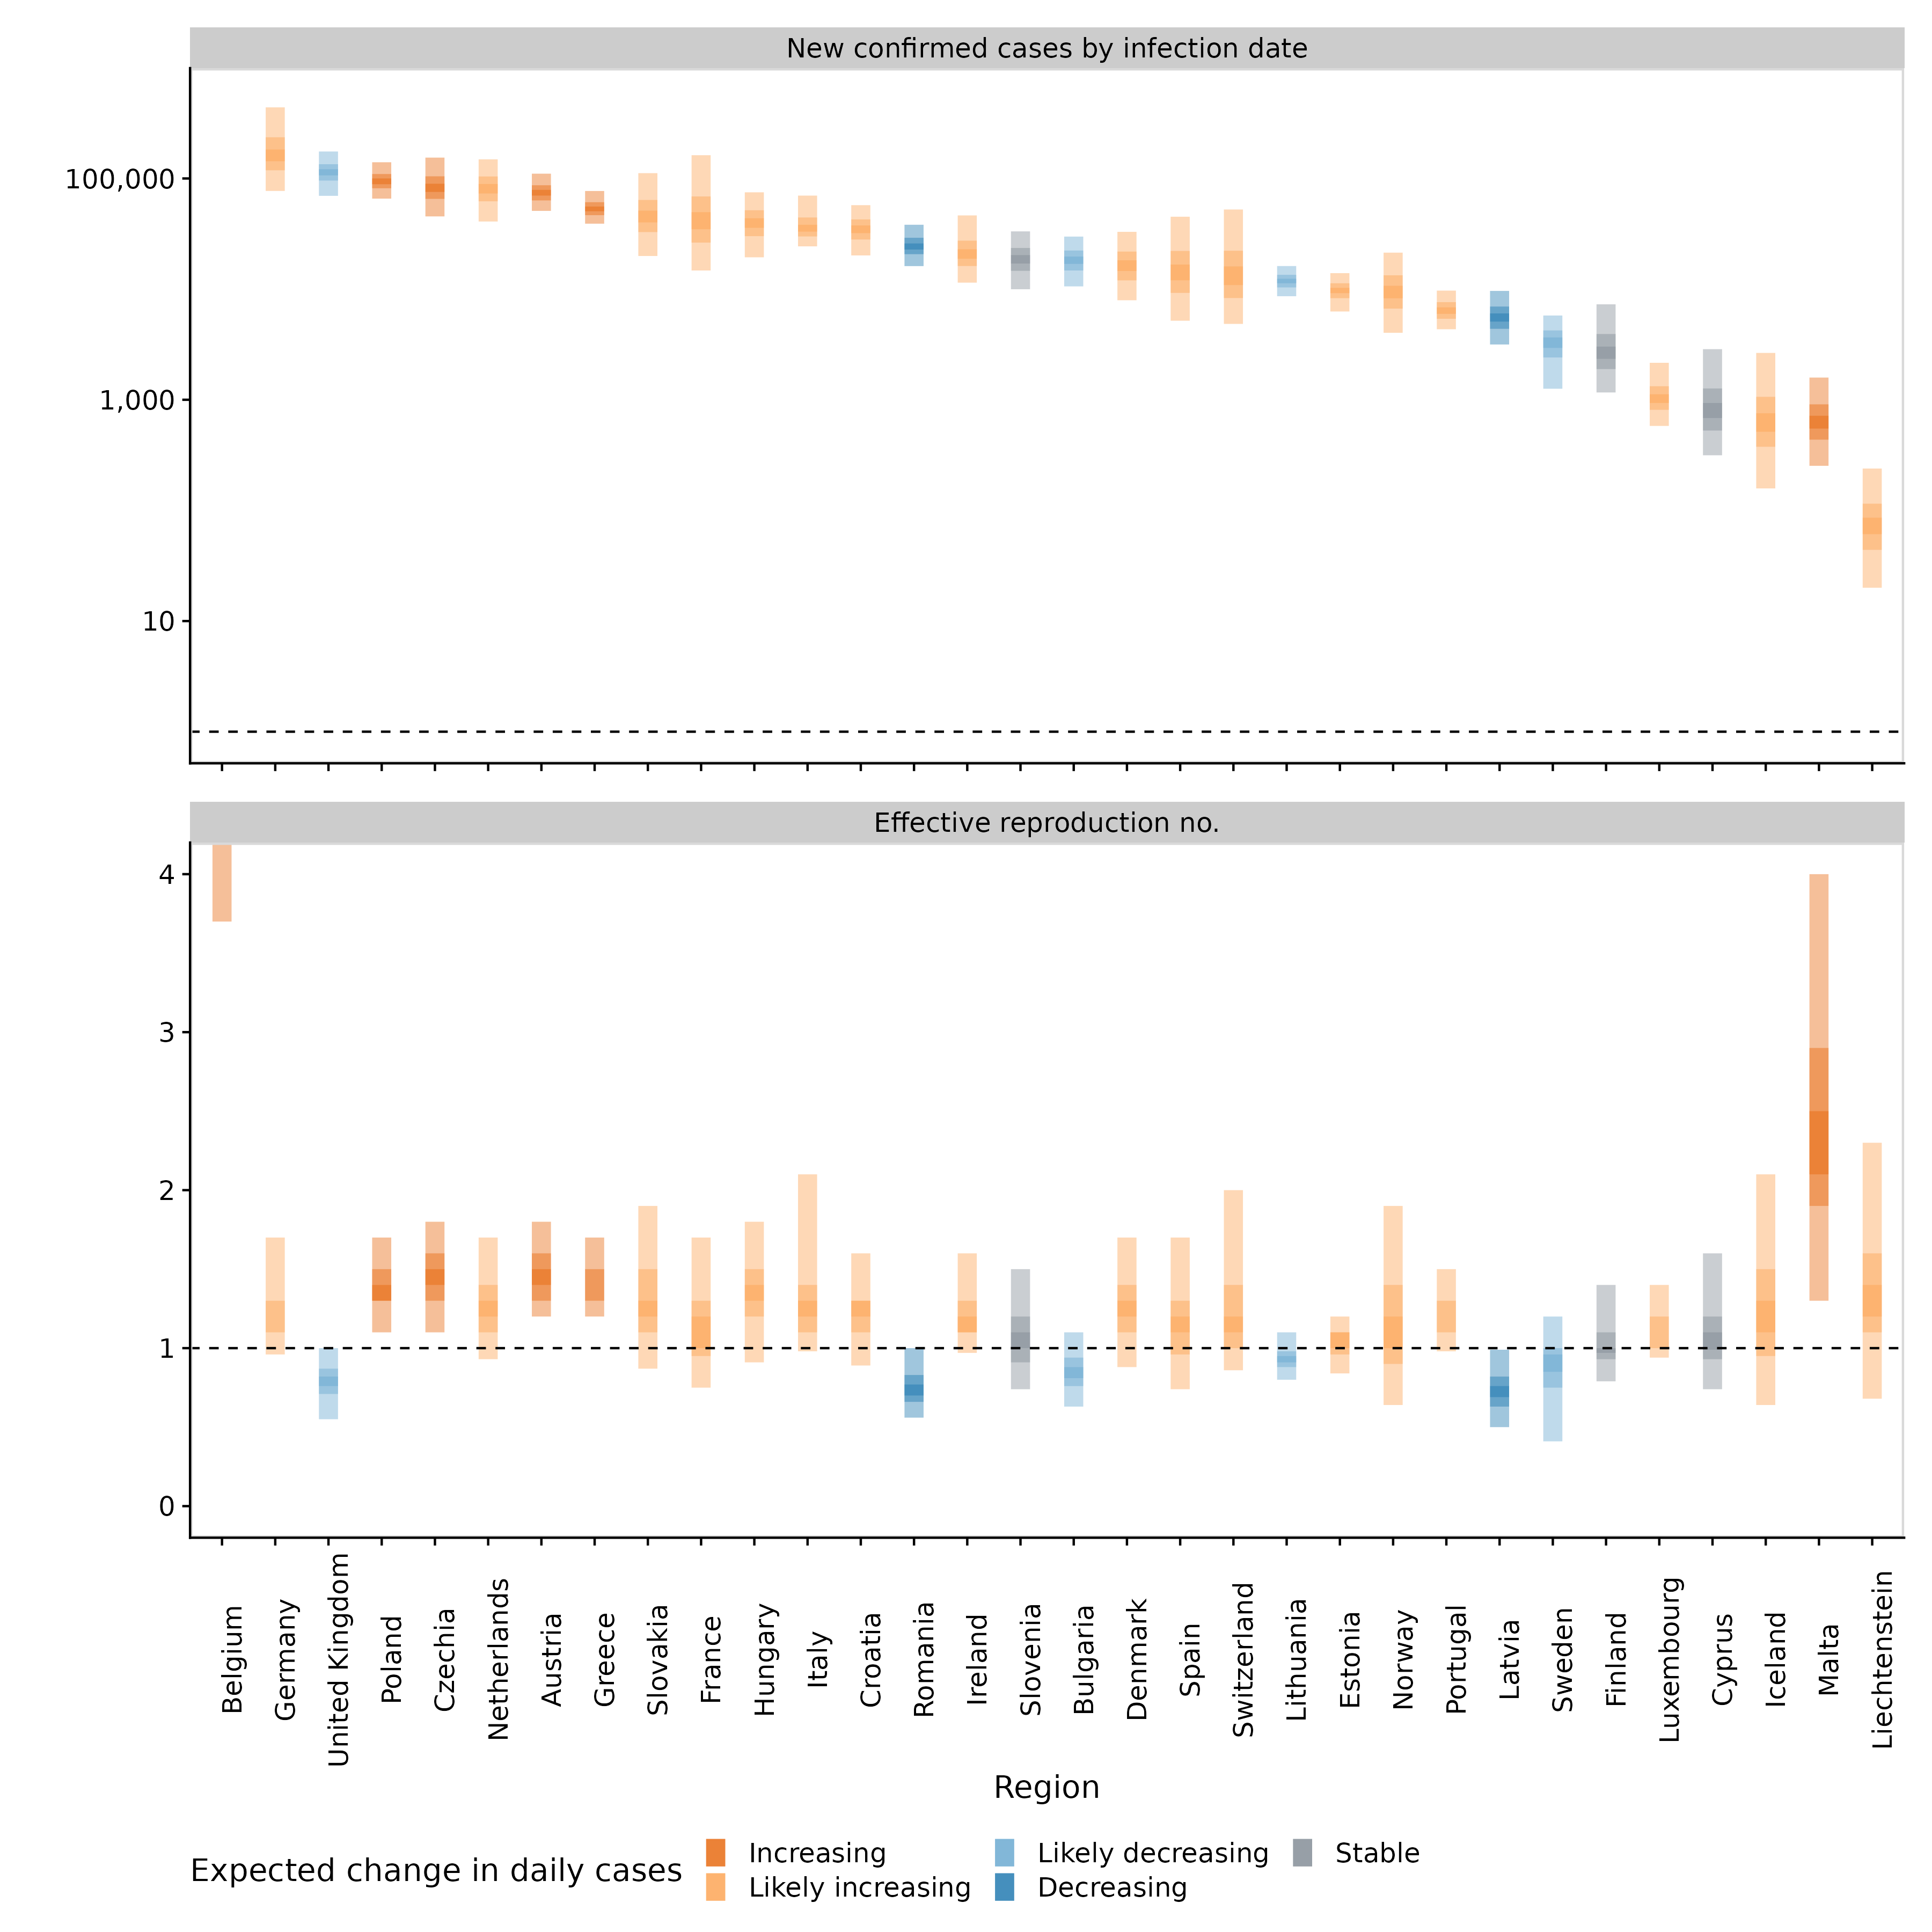 New confirmed cases by infection date
100,000
1,000
10
Effective reproduction no.
4
3
2
1
0
Belgium
Germany
United Kingdom
Poland
Czechia
Netherlands
Austria
Greece
Slovakia
France
Hungary
Italy
Croatia
Romania
Ireland
Slovenia
Bulgaria
Denmark
Spain
Switzerland
Lithuania
Estonia
Norway
Portugal
Latvia
Sweden
Finland
Luxembourg
Cyprus
Iceland
Malta
Liechtenstein
Region
Expected change in daily cases
Increasing
Likely increasing
Likely decreasing
Decreasing
Stable